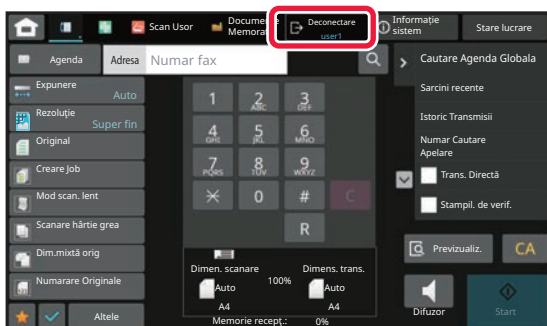 Scan Usor
Documente
Memorat
Deconectare
user1
Informație
sistem
Stare lucrare
Agenda
Adresa
Numar fax
Cautare Agenda Globala
Expunere
Auto
Rezoluție
Super fin
Original
Creare Job
Mod scan. lent
Scanare hârtie grea
Dim.mixtă orig
Numarare Originale
Altele
1
2
ABC
3
DEF
4
GHI
5
JKL
6
MNO
7
PQRS
8
TUV
9
WXYZ
0
#
C
R
Dimen. scanare
Auto
A4
100%
Dimens. trans.
Auto
A4
Memorie recepț.: 0%
Sarcini recente
Istoric Transmisii
Numar Cautare
Apelare
Trans. Directă
Stampil. de verif.
Previzualiz.
CA
Difuzor
Start